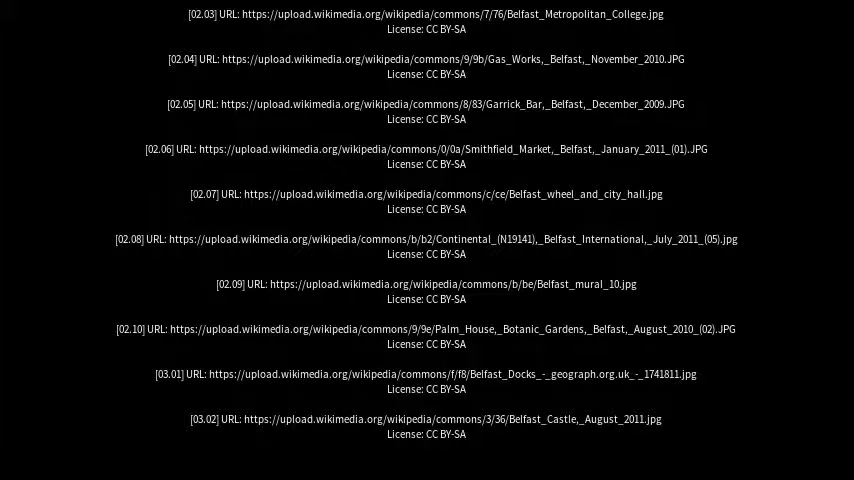 [02.03] URL: https://upload.wikimedia.org/wikipedia/commons/7/76/Belfast_Metropolitan_College.jpg
License: CC BY-SA
[02.04] URL: https://upload.wikimedia.org/wikipedia/commons/9/9b/Gas_Works,_Belfast,_November_2010.JPG
License: CC BY-SA
[02.05] URL: https://upload.wikimedia.org/wikipedia/commons/8/83/Garrick_Bar,_Belfast,_December_2009.JPG
License: CC BY-SA
[02.06] URL: https://upload.wikimedia.org/wikipedia/commons/0/0a/Smithfield_Market,_Belfast,_January_2011_(01).JPG
License: CC BY-SA
[02.07] URL: https://upload.wikimedia.org/wikipedia/commons/c/ce/Belfast_wheel_and_city_hall.jpg
License: CC BY-SA
[02.08] URL: https://upload.wikimedia.org/wikipedia/commons/b/b2/Continental_(N19141),_Belfast_International,_July_2011_(05).jpg
License: CC BY-SA
[02.09] URL: https://upload.wikimedia.org/wikipedia/commons/b/be/Belfast_mural_10.jpg
License: CC BY-SA
[02.10] URL: https://upload.wikimedia.org/wikipedia/commons/9/9e/Palm_House,_Botanic_Gardens,_Belfast,_August_2010_(02).JPG
License: CC BY-SA
[03.01] URL: https://upload.wikimedia.org/wikipedia/commons/f/f8/Belfast_Docks_-_geograph.org.uk_-_1741811.jpg
License: CC BY-SA
[03.02] URL: https://upload.wikimedia.org/wikipedia/commons/3/36/Belfast_Castle,_August_2011.jpg
License: CC BY-SA